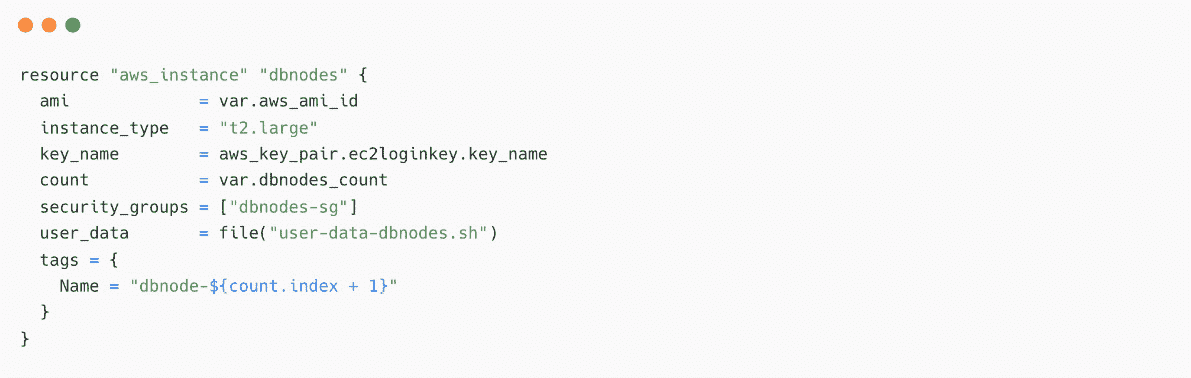 resource "aws_instance" "dbnodes" {
  ami             = var.aws_ami_id
  instance_type   = "t2.large"
  key_name        = aws_key_pair.ec2loginkey.key_name
  count           = var.dbnodes_count
  security_groups = ["dbnodes-sg"]
  user_data       = file("user-data-dbnodes.sh")
  tags = {
    Name = "dbnode-${count.index + 1}"
  }
}